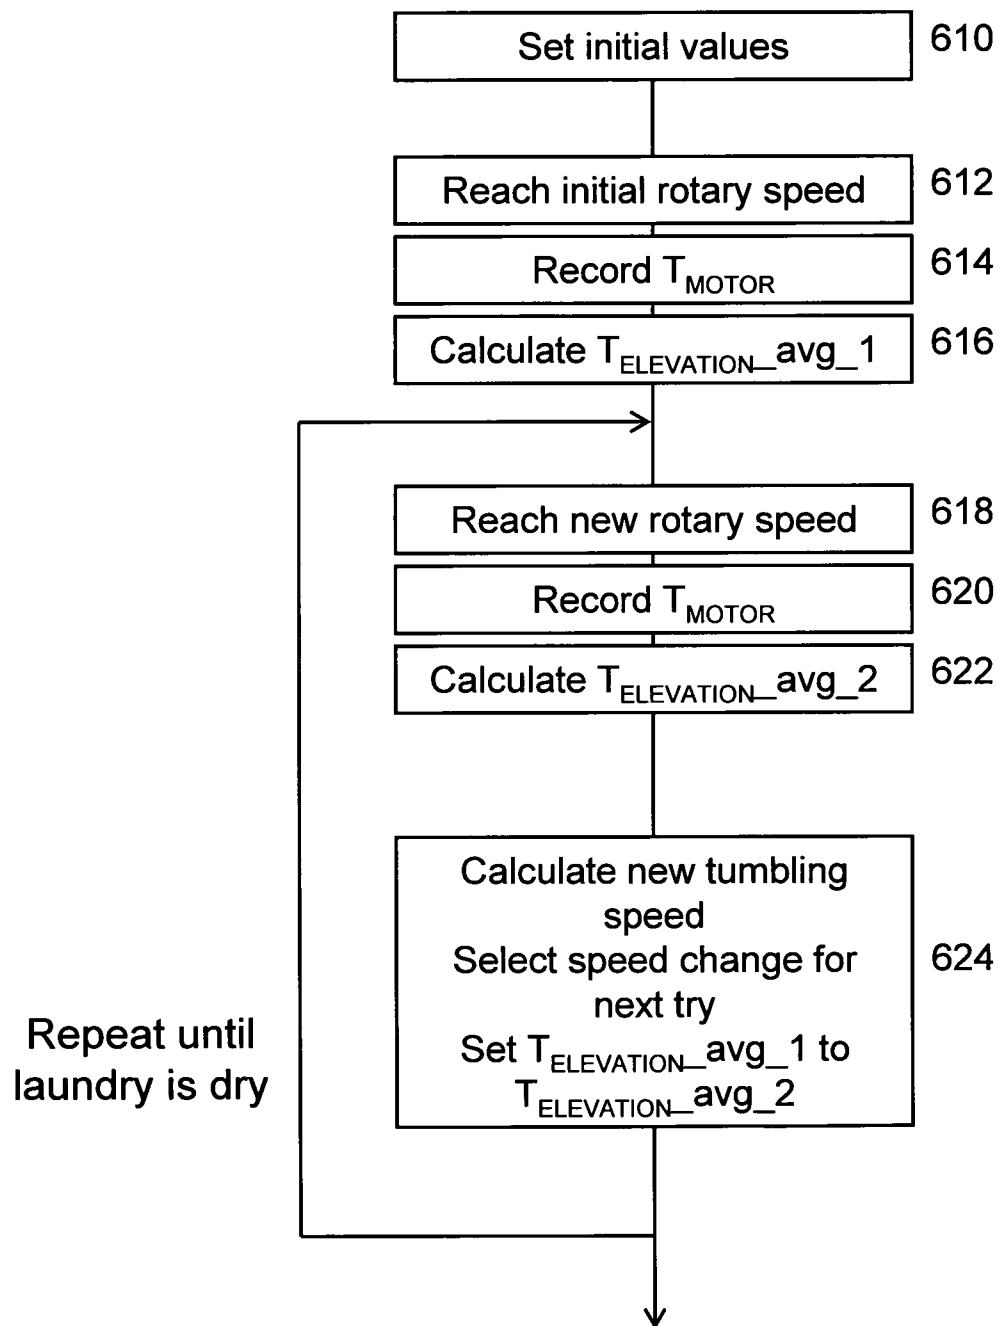 Set initial values 610
Reach initial rotary speed 612
Record T_MOTOR 614
Calculate T_ELEVATION_avg_1 616
Reach new rotary speed 618
Record T_MOTOR 620
Calculate T_ELEVATION_avg_2 622
Calculate new tumbling
speed
Select speed change for
next try
Set T_ELEVATION_avg_1 to
T_ELEVATION_avg_2
624
Repeat until
laundry is dry